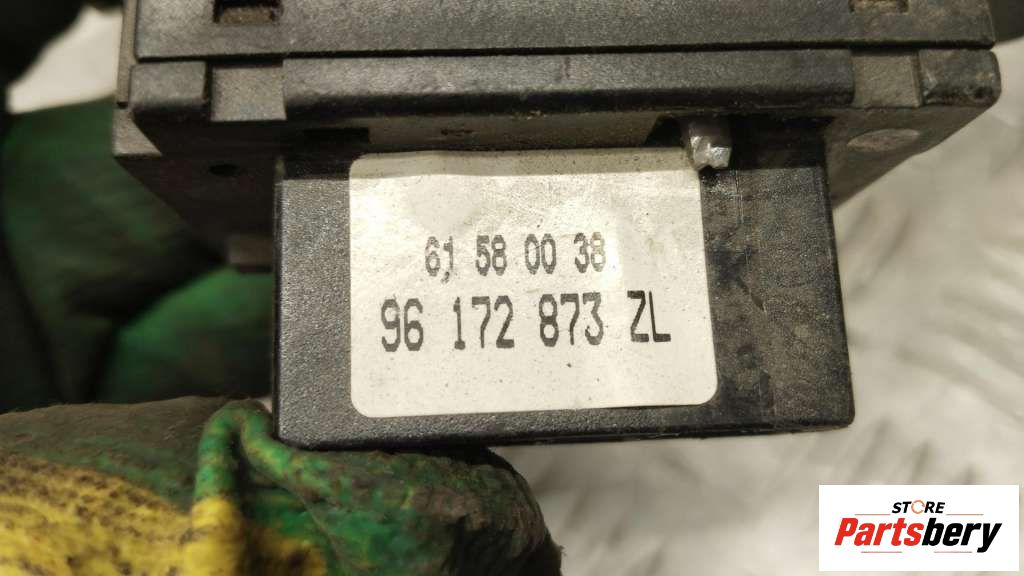 61 58 00 38
96 172 873 ZL
STORE
Partsbery